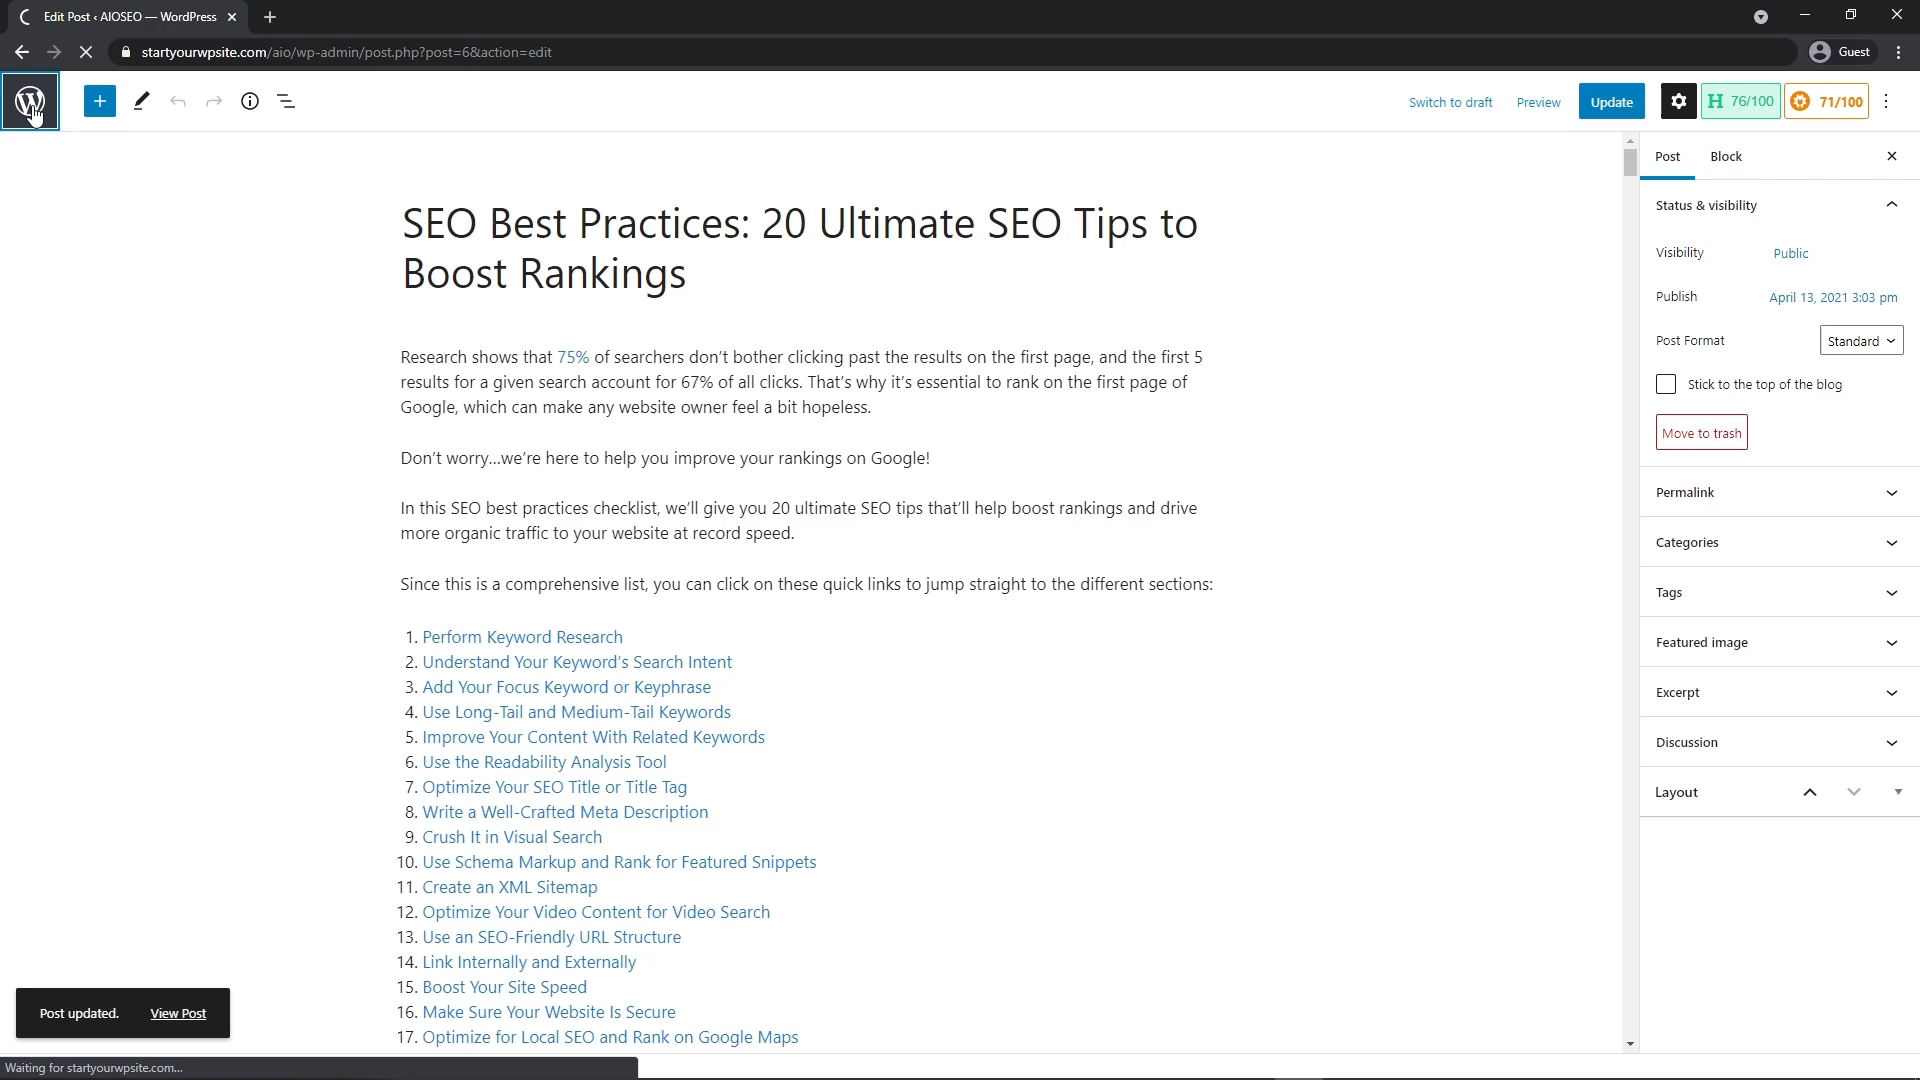 Edit Post ‹ AIOSEO — WordPress
startyourwpsite.com/aio/wp-admin/post.php?post=6&action=edit
Guest
Switch to draft
Preview
Update
H 76/100
71/100
Post
Block
Status & visibility
Visibility
Public
Publish
April 13, 2021 3:03 pm
Post Format
Standard
Stick to the top of the blog
Move to trash
Permalink
Categories
Tags
Featured image
Excerpt
Discussion
Layout
SEO Best Practices: 20 Ultimate SEO Tips to
Boost Rankings
Research shows that 75% of searchers don’t bother clicking past the results on the first page, and the first 5
results for a given search account for 67% of all clicks. That’s why it’s essential to rank on the first page of
Google, which can make any website owner feel a bit hopeless.
Don’t worry...we’re here to help you improve your rankings on Google!
In this SEO best practices checklist, we’ll give you 20 ultimate SEO tips that’ll help boost rankings and drive
more organic traffic to your website at record speed.
Since this is a comprehensive list, you can click on these quick links to jump straight to the different sections:
1. Perform Keyword Research
2. Understand Your Keyword’s Search Intent
3. Add Your Focus Keyword or Keyphrase
4. Use Long-Tail and Medium-Tail Keywords
5. Improve Your Content With Related Keywords
6. Use the Readability Analysis Tool
7. Optimize Your SEO Title or Title Tag
8. Write a Well-Crafted Meta Description
9. Crush It in Visual Search
10. Use Schema Markup and Rank for Featured Snippets
11. Create an XML Sitemap
12. Optimize Your Video Content for Video Search
13. Use an SEO-Friendly URL Structure
14. Link Internally and Externally
15. Boost Your Site Speed
16. Make Sure Your Website Is Secure
17. Optimize for Local SEO and Rank on Google Maps
Post updated.
View Post
Waiting for startyourwpsite.com...